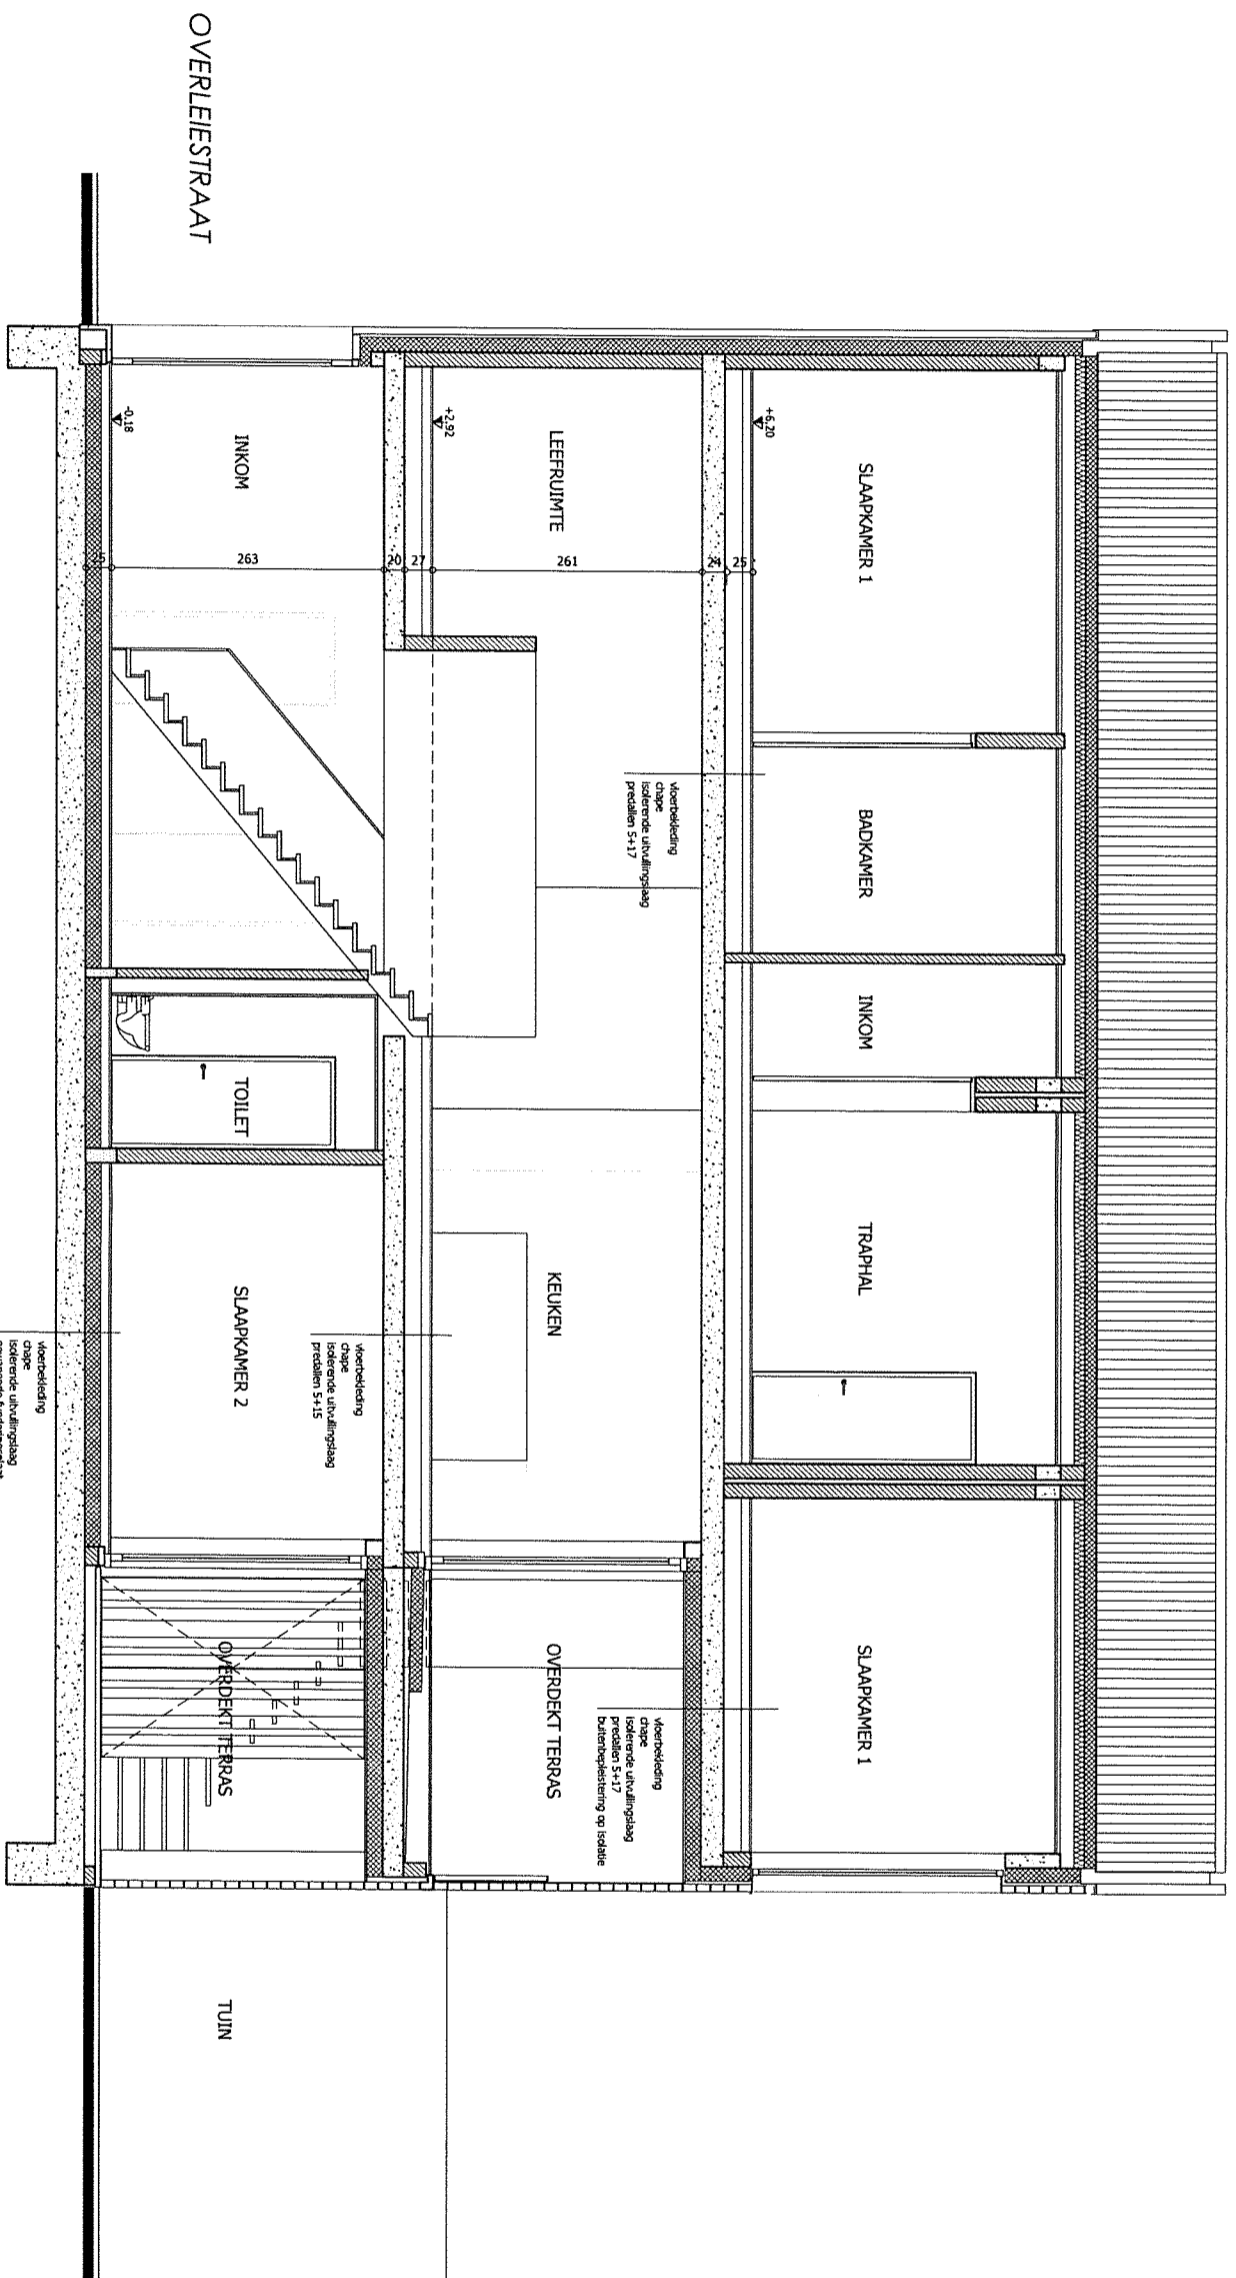 OVERLEIESTRAAT
SLAAPKAMER 1
BADKAMER
INKOM
TRAPHAL
SLAAPKAMER 1
+6,20
25
24
vloerbekleding
chape
isolerende uitvullingslaag
predallen 5+17
vloerbekleding
chape
isolerende uitvullingslaag
predallen 5+17
buitenbepleistering op isolatie
LEEFRUIMTE
KEUKEN
OVERDEKT TERRAS
+2,92
261
27
20
vloerbekleding
chape
isolerende uitvullingslaag
predallen 5+15
INKOM
TOILET
SLAAPKAMER 2
OVERDEKT TERRAS
TUIN
263
-0,18
25
vloerbekleding
chape
isolerende uitvullingslaag